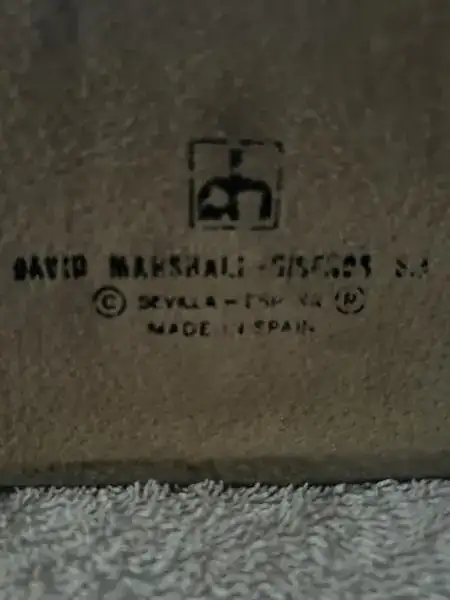 DAVID MARSHALL - DISEÑOS S.A
© SEVILLA - ESPAÑA ®
MADE IN SPAIN